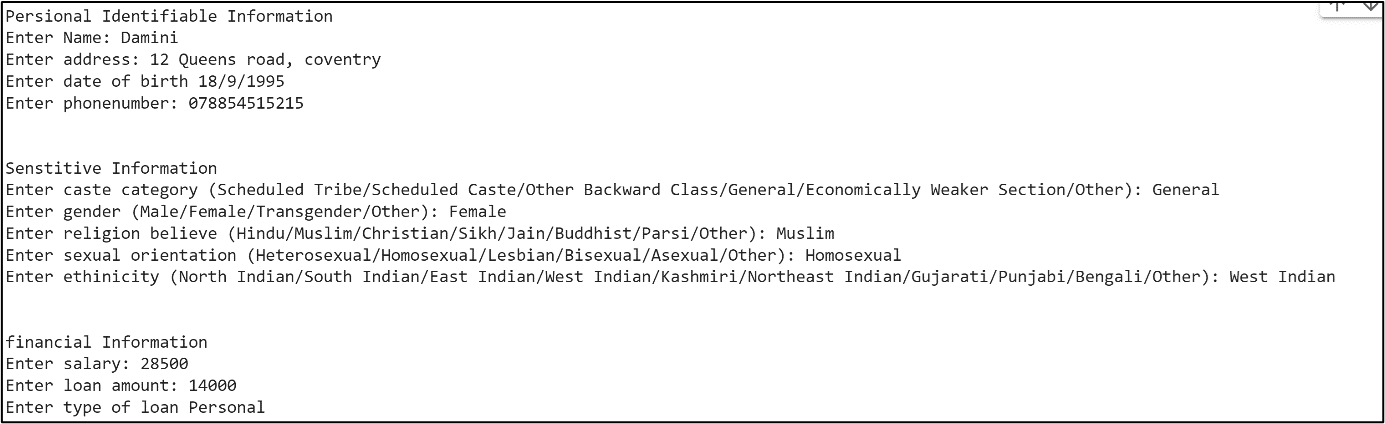 Personal Identifiable Information
Enter Name: Damini
Enter address: 12 Queens road, coventry
Enter date of birth 18/9/1995
Enter phonenumber: 078854515215
Senstitive Information
Enter caste category (Scheduled Tribe/Scheduled Caste/Other Backward Class/General/Economically Weaker Section/Other): General
Enter gender (Male/Female/Transgender/Other): Female
Enter religion believe (Hindu/Muslim/Christian/Sikh/Jain/Buddhist/Parsi/Other): Muslim
Enter sexual orientation (Heterosexual/Homosexual/Lesbian/Bisexual/Asexual/Other): Homosexual
Enter ethinicity (North Indian/South Indian/East Indian/West Indian/Kashmiri/Northeast Indian/Gujarati/Punjabi/Bengali/Other): West Indian
financial Information
Enter salary: 28500
Enter loan amount: 14000
Enter type of loan Personal